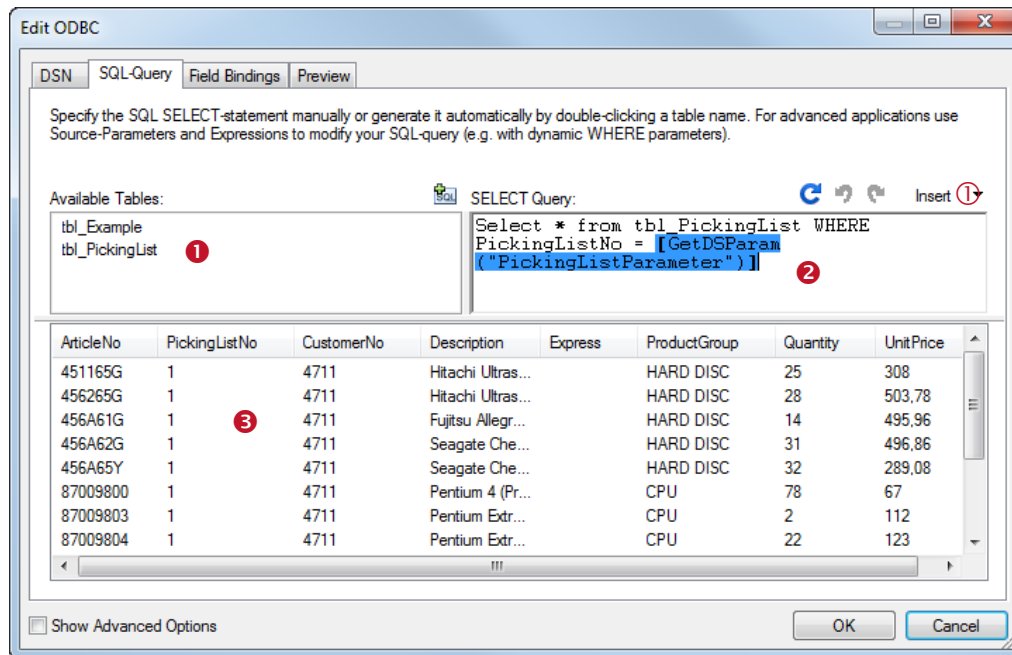 Edit ODBC
DSN SQL-Query Field Bindings Preview
Specify the SQL SELECT-statement manually or generate it automatically by double-clicking a table name. For advanced applications use
Source-Parameters and Expressions to modify your SQL-query (e.g. with dynamic WHERE parameters).
Available Tables: SQL SELECT Query: Insert ①
tbl_Example
tbl_PickingList ❶
Select * from tbl_PickingList WHERE
PickingListNo = [GetDSParam
("PickingListParameter")] ❷
ArticleNo PickingListNo CustomerNo Description Express ProductGroup Quantity UnitPrice
451165G 1 4711 Hitachi Ultras... HARD DISC 25 308
456265G 1 4711 Hitachi Ultras... HARD DISC 28 503,78
456A61G 1 ❸ 4711 Fujitsu Allegr... HARD DISC 14 495,96
456A62G 1 4711 Seagate Che... HARD DISC 31 496,86
456A65Y 1 4711 Seagate Che... HARD DISC 32 289,08
87009800 1 4711 Pentium 4 (Pr... CPU 78 67
87009803 1 4711 Pentium Extr... CPU 2 112
87009804 1 4711 Pentium Extr... CPU 22 123
Show Advanced Options OK Cancel